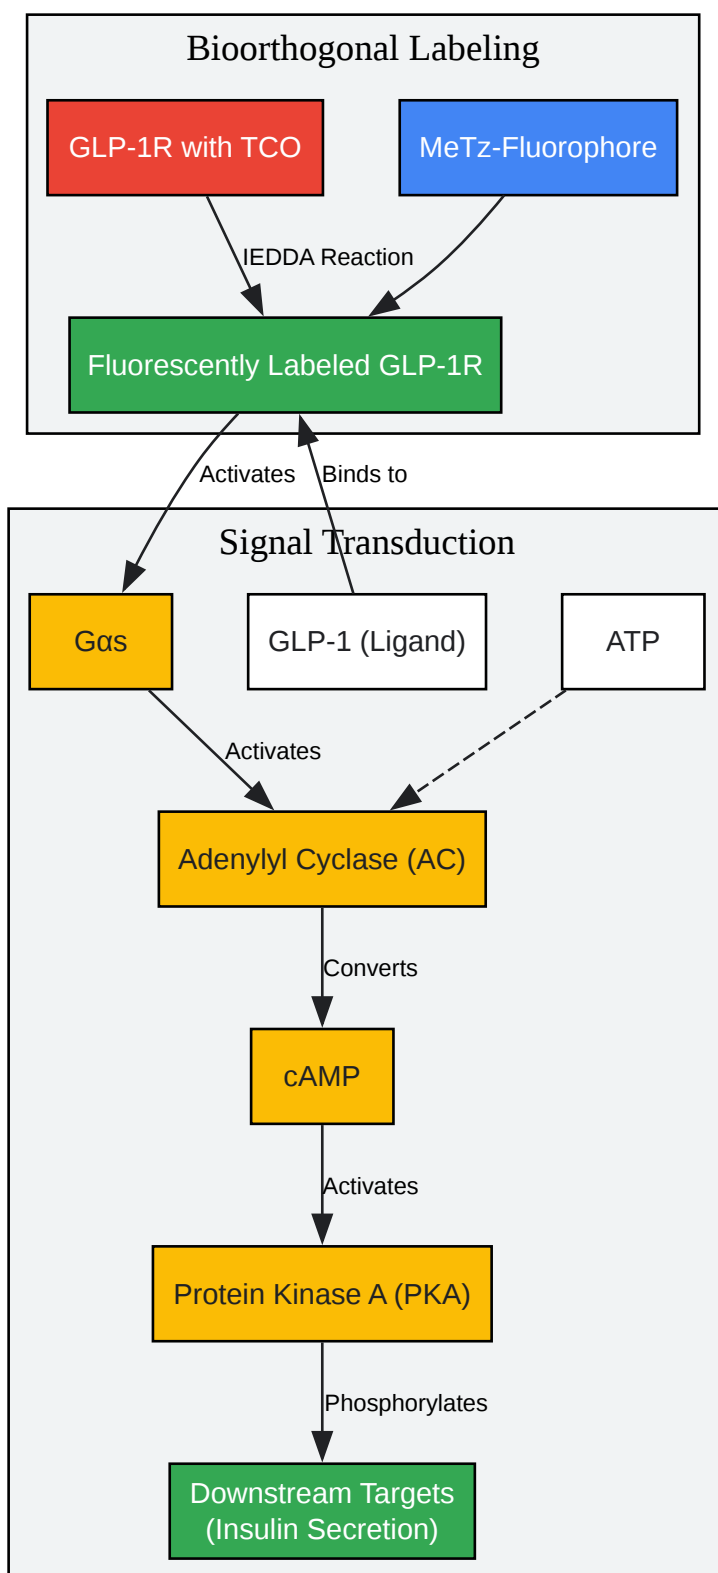 Bioorthogonal Labeling
GLP-1R with TCO
MeTz-Fluorophore
IEDDA Reaction
Fluorescently Labeled GLP-1R
Activates
Binds to
Signal Transduction
Gαs
GLP-1 (Ligand)
ATP
Activates
Adenylyl Cyclase (AC)
Converts
cAMP
Activates
Protein Kinase A (PKA)
Phosphorylates
Downstream Targets
(Insulin Secretion)